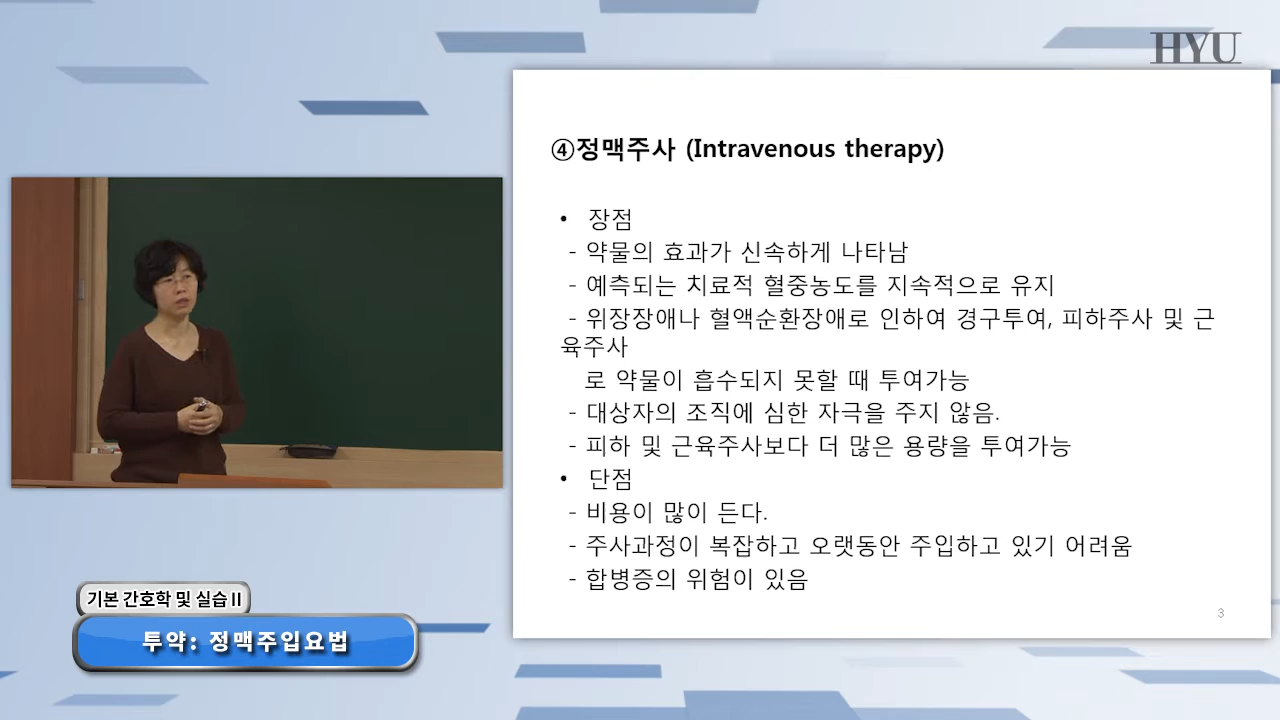 HYU
④정맥주사 (Intravenous therapy)
• 장점
- 약물의 효과가 신속하게 나타남
- 예측되는 치료적 혈중농도를 지속적으로 유지
- 위장장애나 혈액순환장애로 인하여 경구투여, 피하주사 및 근
육주사
로 약물이 흡수되지 못할 때 투여가능
- 대상자의 조직에 심한 자극을 주지 않음.
- 피하 및 근육주사보다 더 많은 용량을 투여가능
• 단점
- 비용이 많이 든다.
- 주사과정이 복잡하고 오랫동안 주입하고 있기 어려움
- 합병증의 위험이 있음
3
기본 간호학 및 실습 II
투약: 정맥주입요법